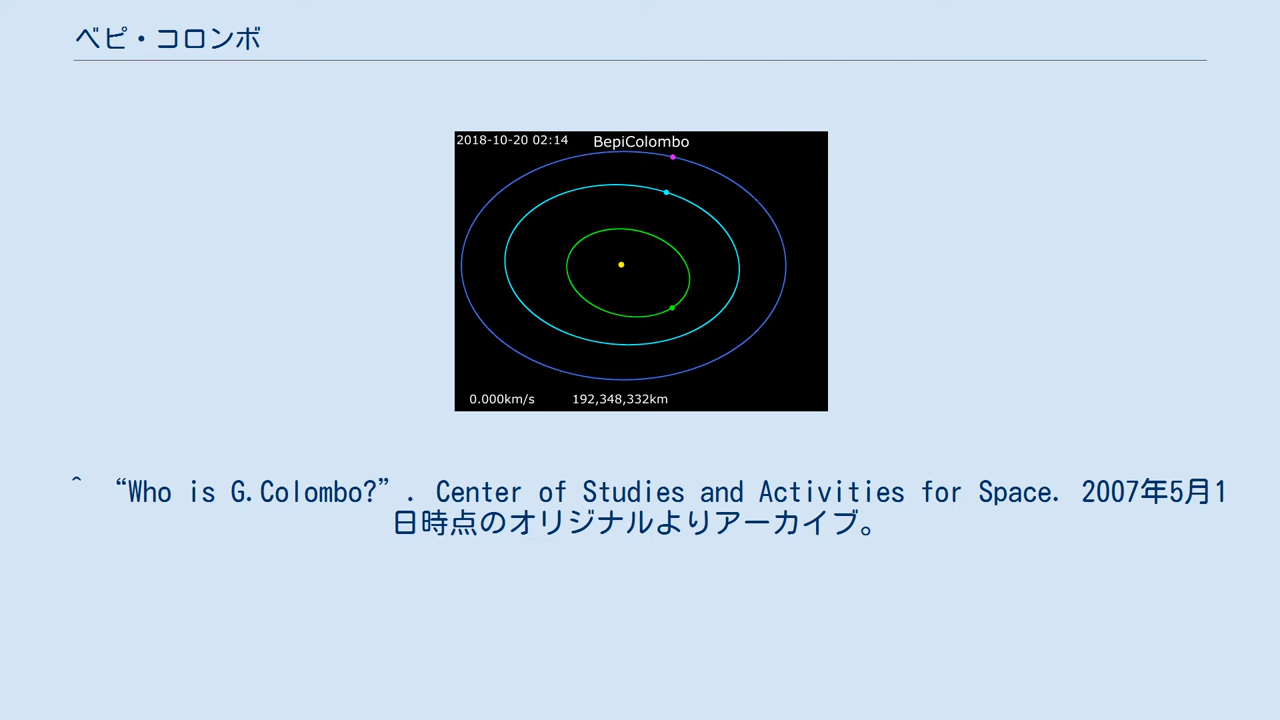 ベピ・コロンボ
2018-10-20 02:14 BepiColombo
0.000km/s 192,348,332km
^ “Who is G.Colombo?”. Center of Studies and Activities for Space. 2007年5月1
日時点のオリジナルよりアーカイブ。